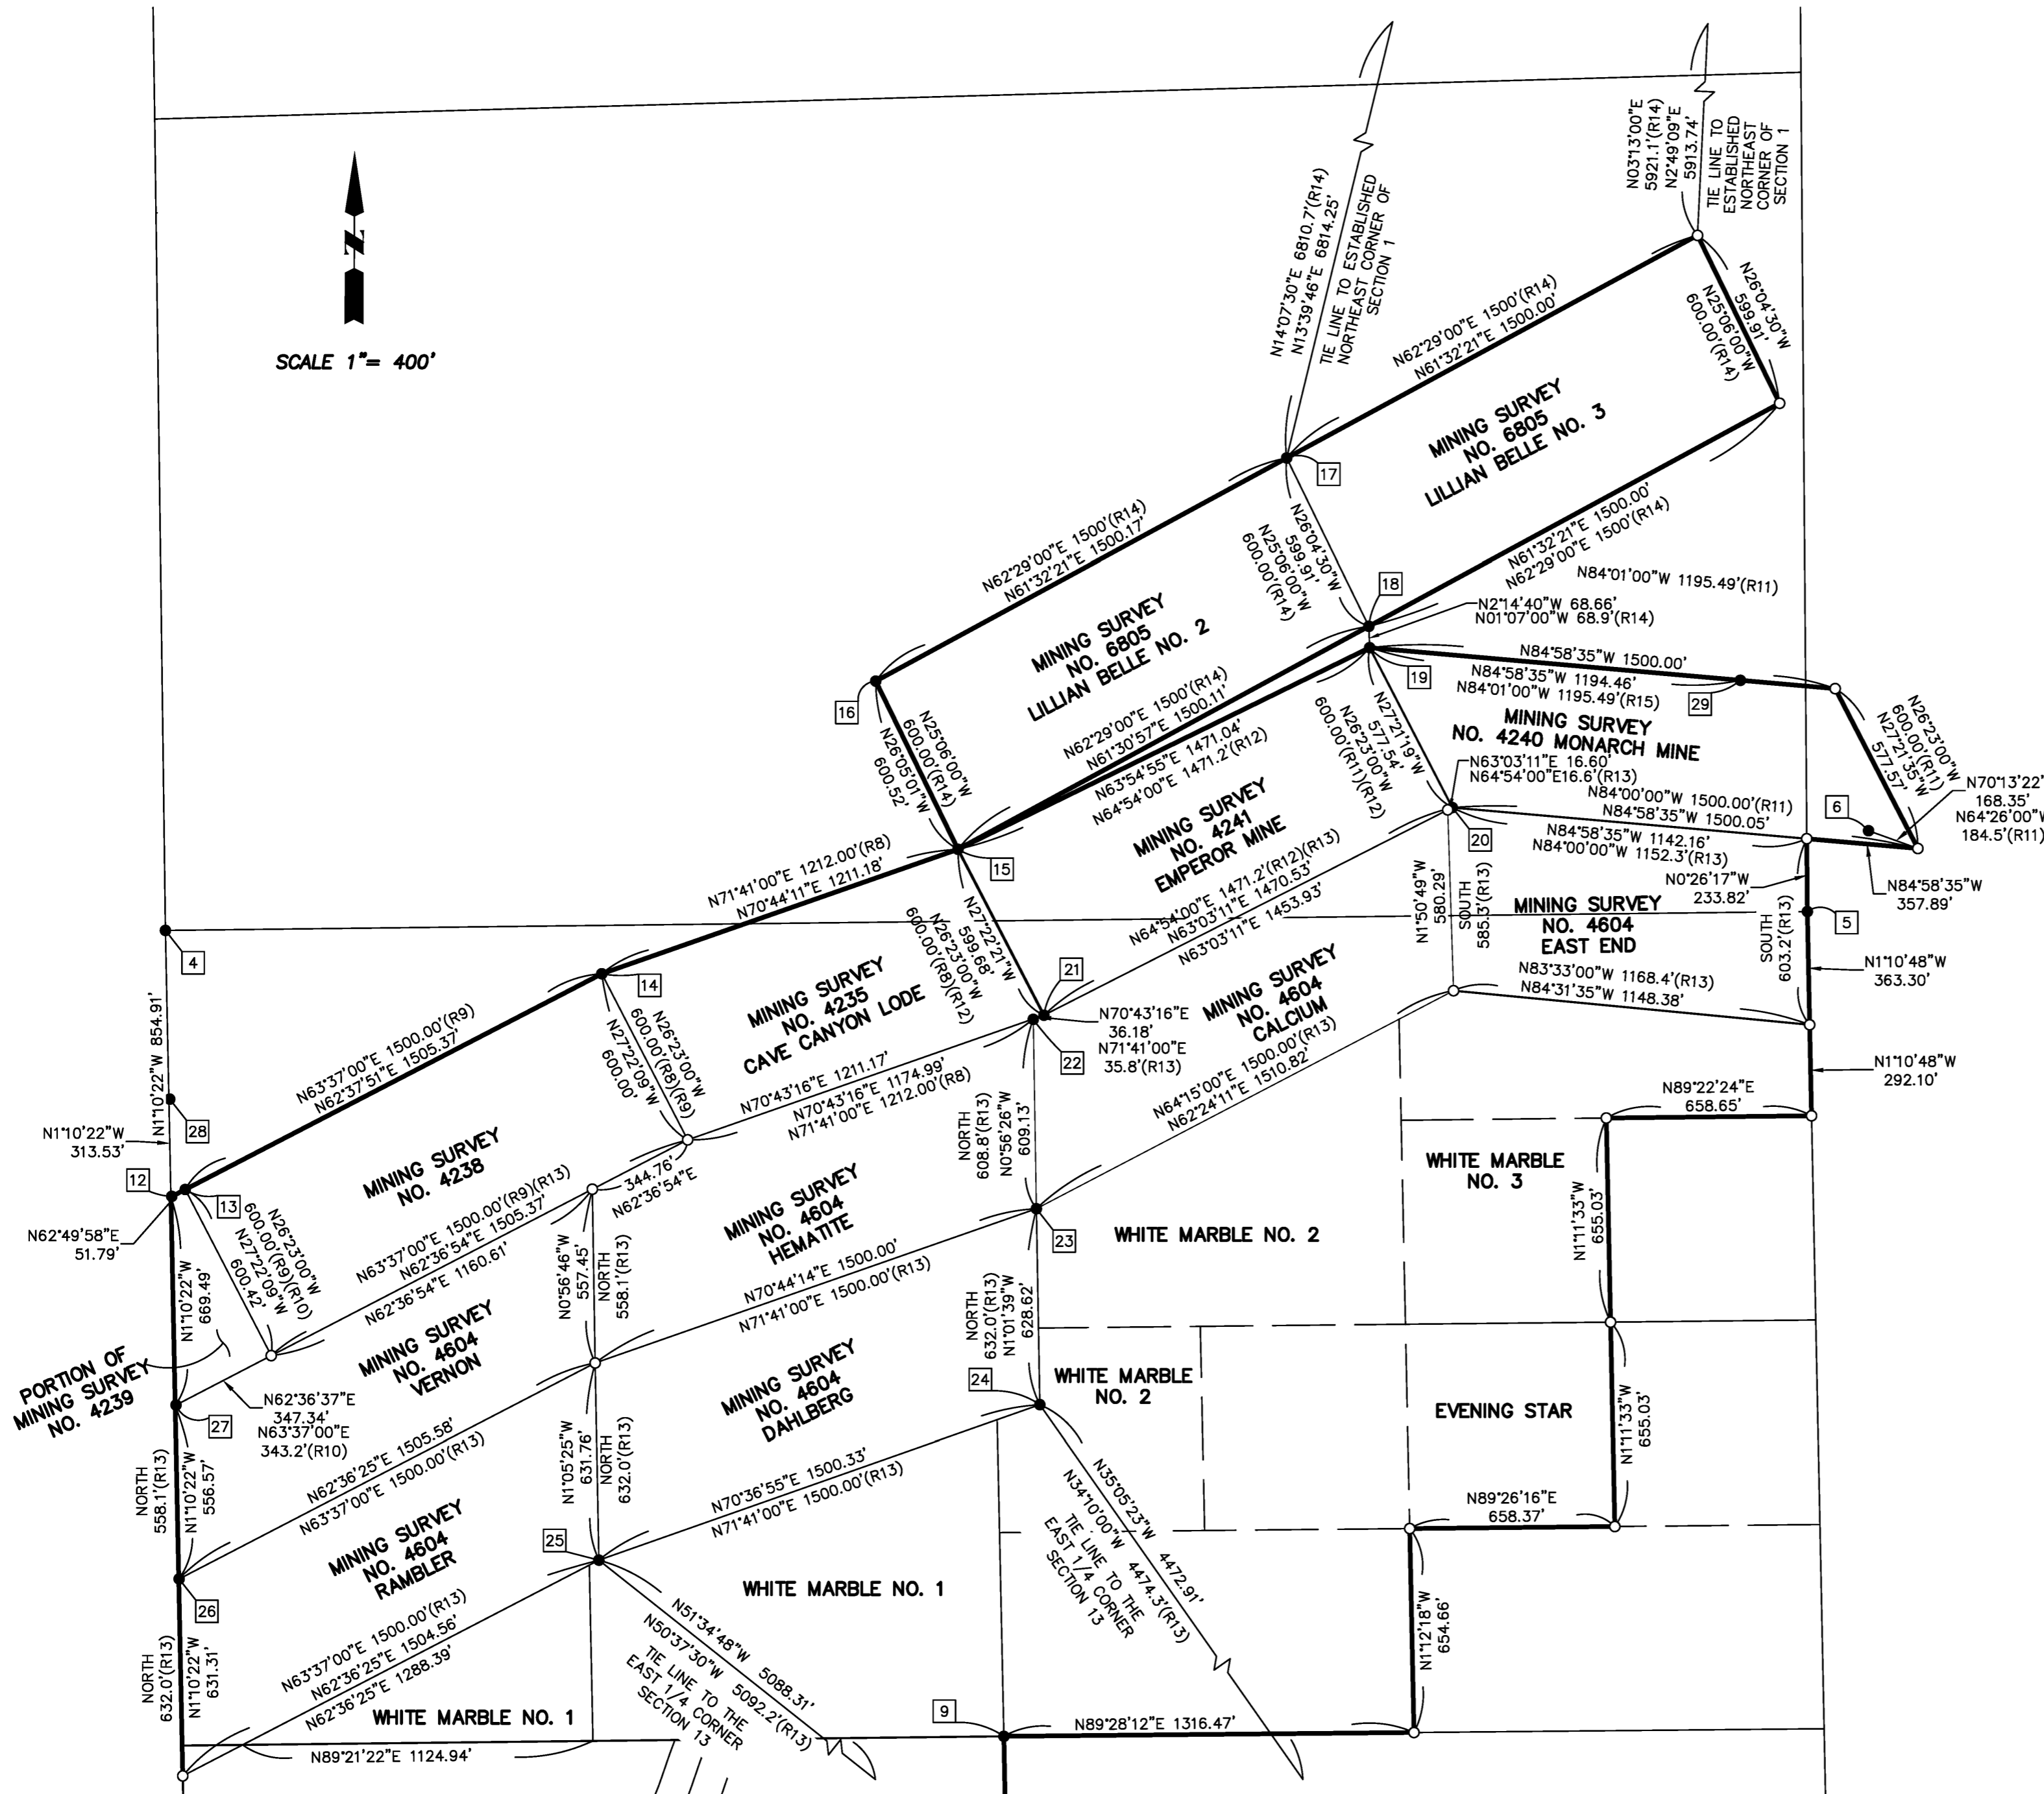 N
SCALE 1"= 400'
N14°07'30"E 6810.7'(R14)
N13°39'46"E 6814.25'
TIE LINE TO ESTABLISHED
NORTHEAST CORNER OF
SECTION 1
N03°13'00"E
5921.1'(R14)
N2°49'09"E
5913.74'
TIE LINE TO
ESTABLISHED
NORTHEAST
CORNER OF
SECTION 1
N62°29'00"E 1500'(R14)
N61°32'21"E 1500.00'
N26°04'30"W
599.91'
N25°06'00"W
600.00'(R14)
MINING SURVEY
NO. 6805
LILLIAN BELLE NO. 3
17
N61°32'21"E 1500.00'
N62°29'00"E 1500'(R14)
N62°29'00"E 1500'(R14)
N61°32'21"E 1500.17'
N26°04'30"W
599.91'
N25°06'00"W
600.00'(R14)
MINING SURVEY
NO. 6805
LILLIAN BELLE NO. 2
16
N25°06'00"W
600.00'(R14)
N26°05'01"W
600.52'
N62°29'00"E 1500'(R14)
N61°30'57"E 1500.11'
N63°54'55"E 1471.04'
N64°54'00"E 1471.2'(R12)
18
N2°14'40"W 68.66'
N01°07'00"W 68.9'(R14)
N84°01'00"W 1195.49'(R11)
N84°58'35"W 1500.00'
N84°58'35"W 1194.46'
N84°01'00"W 1195.49'(R15)
19
29
MINING SURVEY
NO. 4240 MONARCH MINE
N27°21'19"W
577.54'
N26°23'00"W
600.00'(R11)(R12)
N26°23'00"W
600.00'(R11)
N27°21'35"W
577.57'
N70°13'22"
168.35'
N64°26'00"W
184.5'(R11)
6
N63°03'11"E 16.60'
N64°54'00"E16.6'(R13)
20
N84°00'00"W 1500.00'(R11)
N84°58'35"W 1500.05'
N84°58'35"W 1142.16'
N84°00'00"W 1152.3'(R13)
N84°58'35"W
357.89'
N0°26'17"W
233.82'
5
MINING SURVEY
NO. 4241
EMPEROR MINE
15
N71°41'00"E 1212.00'(R8)
N70°44'11"E 1211.18'
N27°22'21"W
599.68'
N26°23'00"W
600.00'(R8)(R12)
N64°54'00"E 1471.2'(R12)(R13)
N63°03'11"E 1470.53'
N63°03'11"E 1453.93'
N1°50'49"W
580.29'
SOUTH
585.3'(R13)
MINING SURVEY
NO. 4604
EAST END
SOUTH
603.2'(R13)
N1°10'48"W
363.30'
N83°33'00"W 1168.4'(R13)
N84°31'35"W 1148.38'
N1°10'48"W
292.10'
4
14
MINING SURVEY
NO. 4235
CAVE CANYON LODE
21
N70°43'16"E
36.18'
N71°41'00"E
35.8'(R13)
22
MINING SURVEY
NO. 4604
CALCIUM
N64°15'00"E 1500.00'(R13)
N62°24'11"E 1510.82'
N89°22'24"E
658.65'
N1°10'22"W 854.91'
28
N1°10'22"W
313.53'
N63°37'00"E 1500.00'(R9)
N62°37'51"E 1505.37'
N26°23'00"W
600.00'(R8)(R9)
N27°22'09"W
600.00'
N70°43'16"E 1211.17'
N70°43'16"E 1174.99'
N71°41'00"E 1212.00'(R8)
NORTH
608.8'(R13)
N0°56'26"W
609.13'
12
13
N62°49'58"E
51.79'
MINING SURVEY
NO. 4238
N26°23'00"W
600.00'(R9)(R10)
N27°22'09"W
600.42'
N63°37'00"E 1500.00'(R9)(R13)
N62°36'54"E 1505.37'
N62°36'54"E 1160.61'
344.76'
N62°36'54"E
MINING SURVEY
NO. 4604
HEMATITE
23
WHITE MARBLE NO. 2
WHITE MARBLE
NO. 3
N1°11'33"W
655.03'
N1°10'22"W
669.49'
PORTION OF
MINING SURVEY
NO. 4239
27
N62°36'37"E
347.34'
N63°37'00"E
343.2'(R10)
MINING SURVEY
NO. 4604
VERNON
N0°56'46"W
557.45'
NORTH
558.1'(R13)
N70°44'14"E 1500.00'
N71°41'00"E 1500.00'(R13)
NORTH
632.0'(R13)
N1°01'39"W
628.62'
24
WHITE MARBLE
NO. 2
EVENING STAR
N1°11'33"W
655.03'
NORTH
558.1'(R13)
N1°10'22"W
556.57'
N62°36'25"E 1505.58'
N63°37'00"E 1500.00'(R13)
MINING SURVEY
NO. 4604
DAHLBERG
N1°05'25"W
631.76'
NORTH
632.0'(R13)
N70°36'55"E 1500.33'
N71°41'00"E 1500.00'(R13)
N35°05'23"W 4472.91'
N34°10'00"W 4474.3'(R13)
TIE LINE TO THE
EAST 1/4 CORNER
SECTION 13
N89°26'16"E
658.37'
26
MINING SURVEY
NO. 4604
RAMBLER
25
WHITE MARBLE NO. 1
N1°12'18"W
654.66'
NORTH
632.0'(R13)
N1°10'22"W
631.31'
N63°37'00"E 1500.00'(R13)
N62°36'25"E 1504.56'
N62°36'25"E 1288.39'
WHITE MARBLE NO. 1
N51°34'48"W 5088.31'
N50°37'30"W 5092.2'(R13)
TIE LINE TO THE
EAST 1/4 CORNER
SECTION 13
9
N89°28'12"E 1316.47'
N89°21'22"E 1124.94'